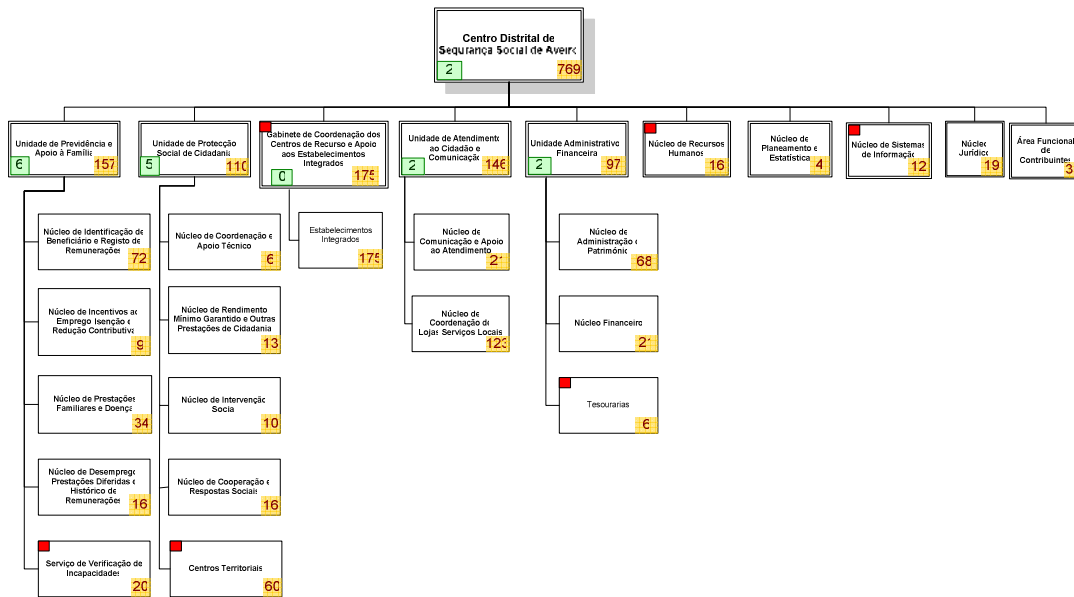 Centro Distrital de
Segurança Social de Aveiro
2
769
Unidade de Previdência e
Apoio à Família
6
157
Unidade de Protecção
Social de Cidadania
5
110
Gabinete de Coordenação dos
Centros de Recurso e Apoio
aos Estabelecimentos
Integrados
0
175
Unidade de Atendimento
ao Cidadão e
Comunicação
2
146
Unidade Administrativo
Financeira
2
97
Núcleo de Recursos
Humanos
16
Núcleo de
Planeamento e
Estatística
4
Núcleo de Sistemas
de Informação
12
Núcleo
Jurídico
19
Área Funcional
de
Contribuintes
3
Núcleo de Identificação de
Beneficiário e Registo de
Remunerações
72
Núcleo de Incentivos ao
Emprego Isenção e
Redução Contributiva
9
Núcleo de Prestações
Familiares e Doença
34
Núcleo de Desemprego
Prestações Diferidas e
Histórico de
Remunerações
16
Serviço de Verificação de
Incapacidades
20
Núcleo de Coordenação e
Apoio Técnico
6
Núcleo de Rendimento
Mínimo Garantido e Outras
Prestações de Cidadania
13
Núcleo de Intervenção
Social
10
Núcleo de Cooperação e
Respostas Sociais
16
Centros Territoriais
60
Estabelecimentos
Integrados
175
Núcleo de
Comunicação e Apoio
ao Atendimento
21
Núcleo de
Coordenação de
Lojas Serviços Locais
123
Núcleo de
Administração e
Património
68
Núcleo Financeiro
21
Tesourarias
6